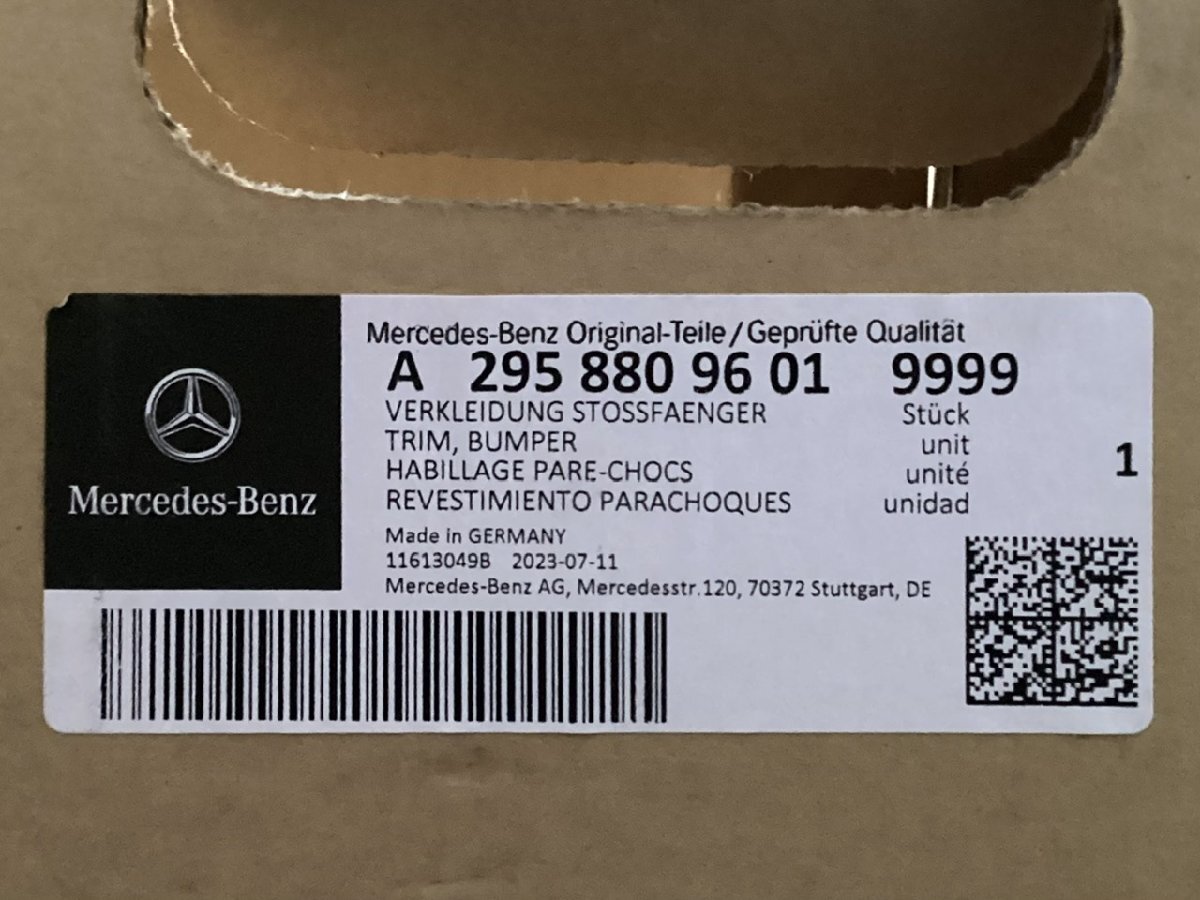 Mercedes-Benz
Mercedes-Benz Original-Teile/Geprüfte Qualität
A 295 880 96 01 9999
VERKLEIDUNG STOSSFAENGER Stück
TRIM, BUMPER unit
HABILLAGE PARE-CHOCS unité
REVESTIMIENTO PARACHOQUES unidad
1
Made in GERMANY
11613049B 2023-07-11
Mercedes-Benz AG, Mercedesstr.120, 70372 Stuttgart, DE